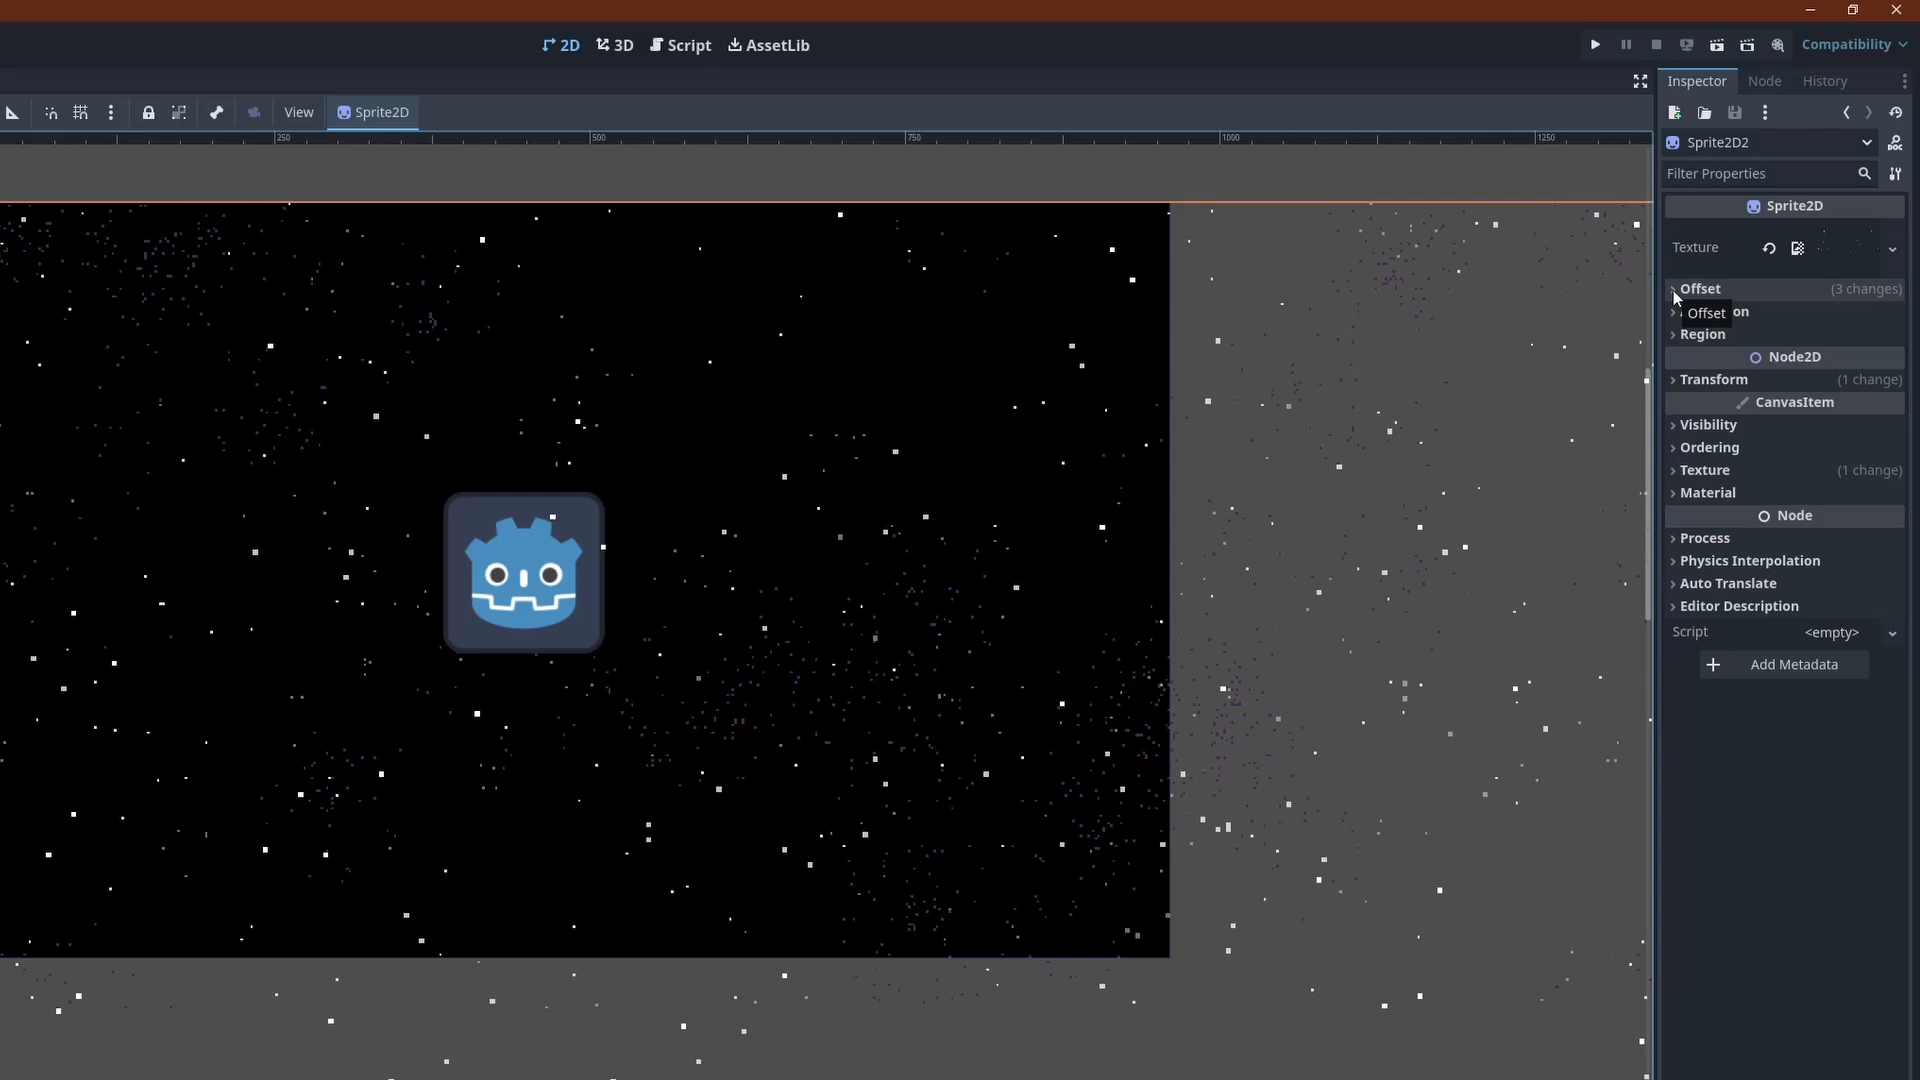 2D 3D Script AssetLib
Compatibility
Inspector Node History
View Sprite2D
250 500 750 1000 1250
Sprite2D2
Filter Properties
Sprite2D
Texture
Offset (3 changes)
Offset
on
Region
Node2D
Transform (1 change)
CanvasItem
Visibility
Ordering
Texture (1 change)
Material
Node
Process
Physics Interpolation
Auto Translate
Editor Description
Script <empty>
Add Metadata